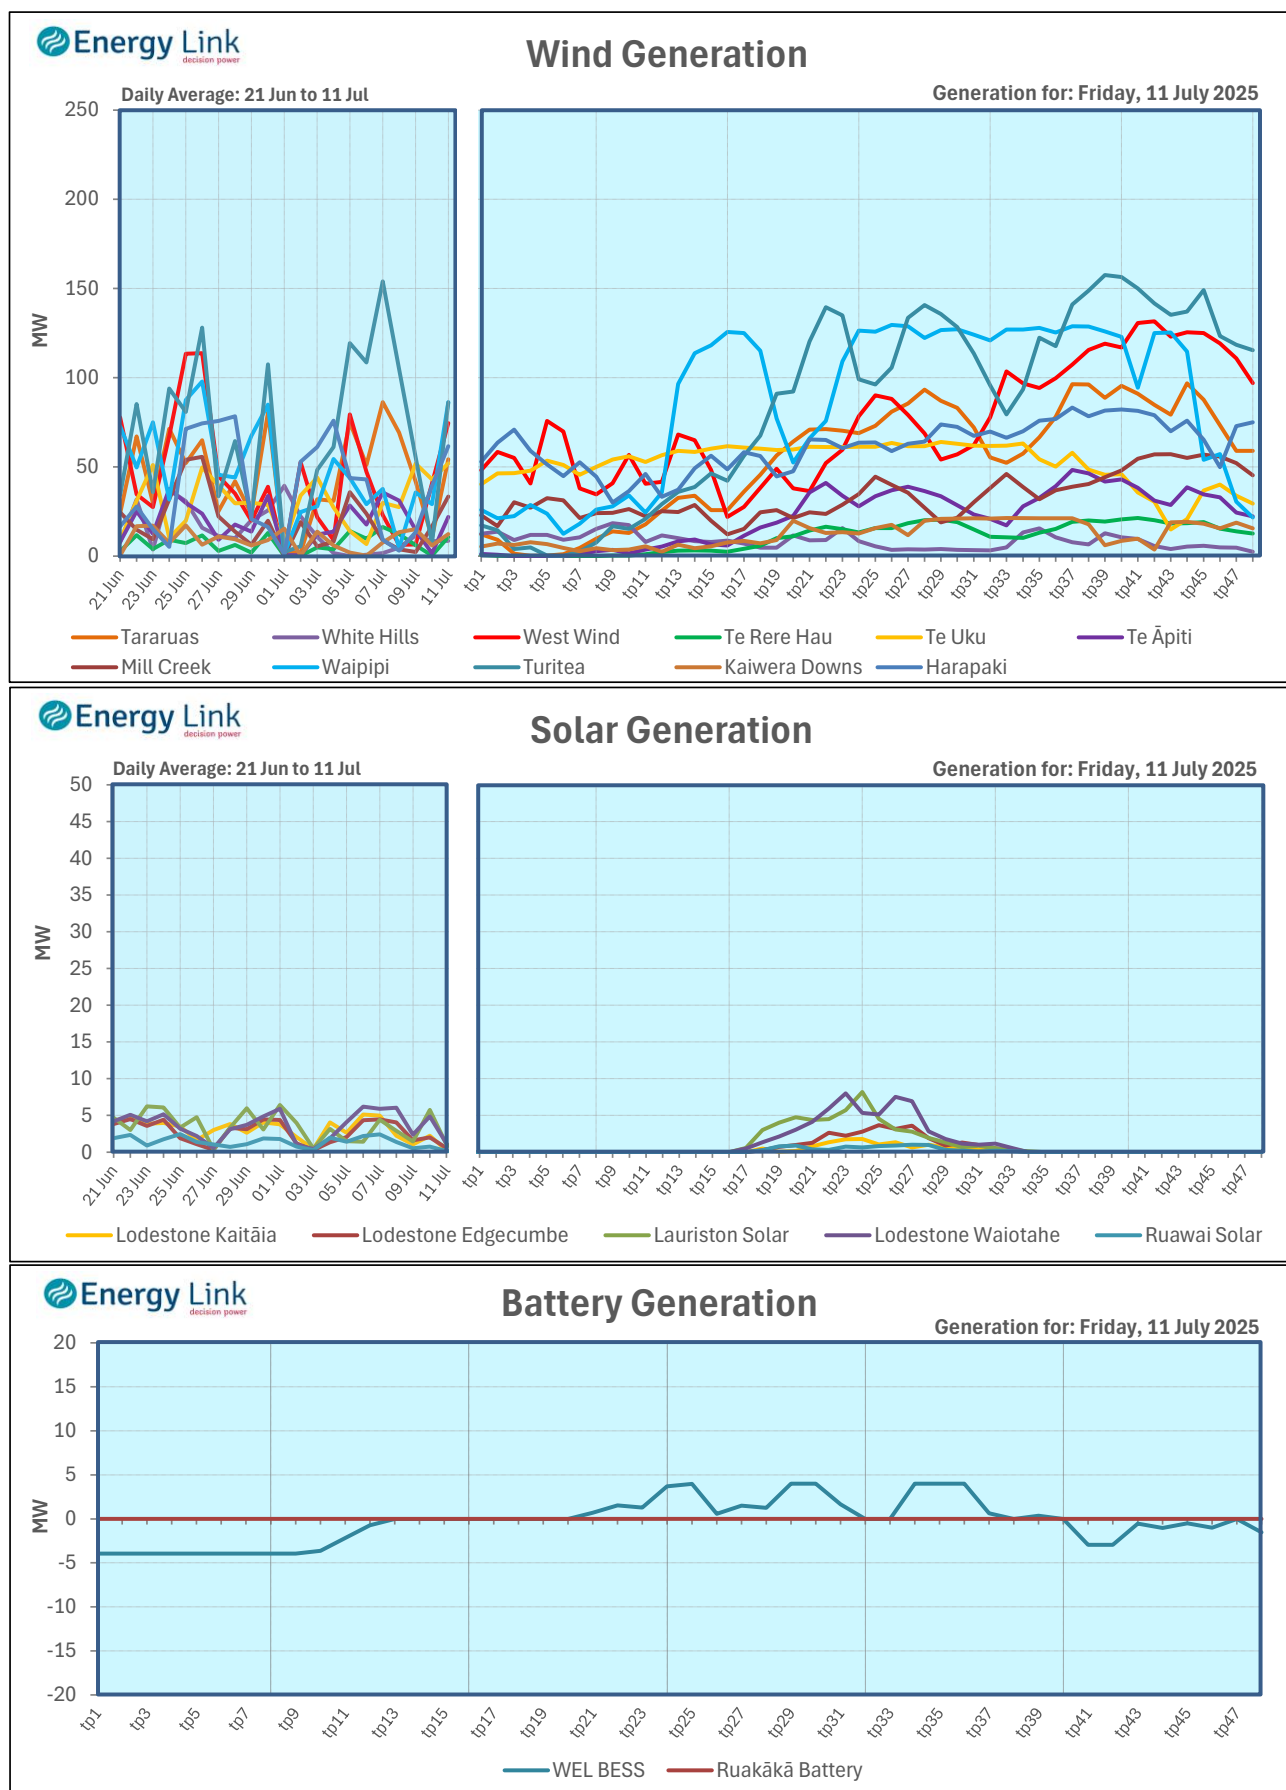 Energy Link
decision power
Wind Generation
Daily Average: 21 Jun to 11 Jul
Generation for: Friday, 11 July 2025
MW
250
200
150
100
50
0
21 Jun 23 Jun 25 Jun 27 Jun 29 Jun 01 Jul 03 Jul 05 Jul 07 Jul 09 Jul 11 Jul
tp1 tp3 tp5 tp7 tp9 tp11 tp13 tp15 tp17 tp19 tp21 tp23 tp25 tp27 tp29 tp31 tp33 tp35 tp37 tp39 tp41 tp43 tp45 tp47
Tararuas White Hills West Wind Te Rere Hau Te Uku Te Āpiti
Mill Creek Waipipi Turitea Kaiwera Downs Harapaki
Energy Link
decision power
Solar Generation
Daily Average: 21 Jun to 11 Jul
Generation for: Friday, 11 July 2025
MW
50
45
40
35
30
25
20
15
10
5
0
21 Jun 23 Jun 25 Jun 27 Jun 29 Jun 01 Jul 03 Jul 05 Jul 07 Jul 09 Jul 11 Jul
tp1 tp3 tp5 tp7 tp9 tp11 tp13 tp15 tp17 tp19 tp21 tp23 tp25 tp27 tp29 tp31 tp33 tp35 tp37 tp39 tp41 tp43 tp45 tp47
Lodestone Kaitāia Lodestone Edgecumbe Lauriston Solar Lodestone Waiotahe Ruawai Solar
Energy Link
decision power
Battery Generation
Generation for: Friday, 11 July 2025
MW
20
15
10
5
0
-5
-10
-15
-20
tp1 tp3 tp5 tp7 tp9 tp11 tp13 tp15 tp17 tp19 tp21 tp23 tp25 tp27 tp29 tp31 tp33 tp35 tp37 tp39 tp41 tp43 tp45 tp47
WEL BESS Ruakākā Battery